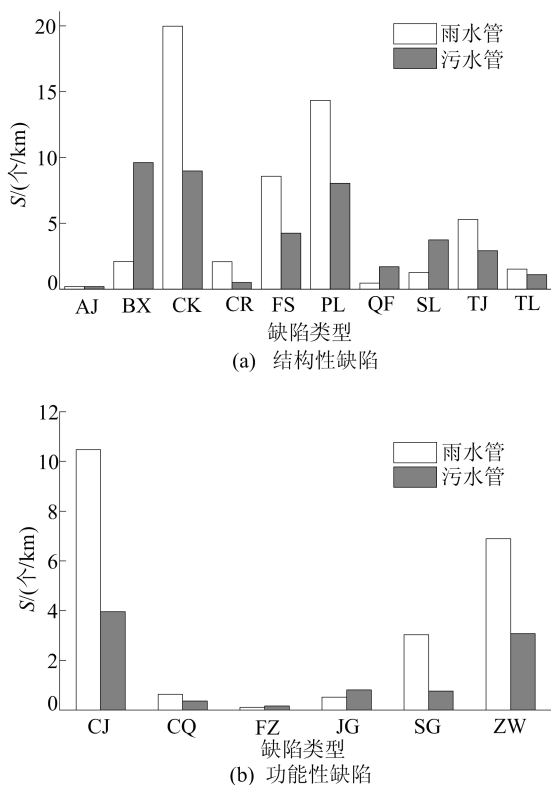 20
15
10
5
0
S/(个/km)
雨水管
污水管
AJ BX CK CR FS PL QF SL TJ TL
缺陷类型
(a) 结构性缺陷
12
10
8
6
4
2
0
S/(个/km)
雨水管
污水管
CJ CQ FZ JG SG ZW
缺陷类型
(b) 功能性缺陷